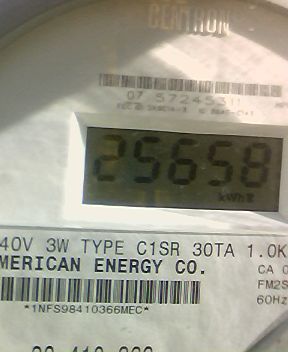 CENTRON
07 57245311
25658
kWh
40V 3W TYPE C1SR 30TA 1.0K
MERICAN ENERGY CO.
CA 0
FM2S
60Hz
*1NFS98410366MEC*